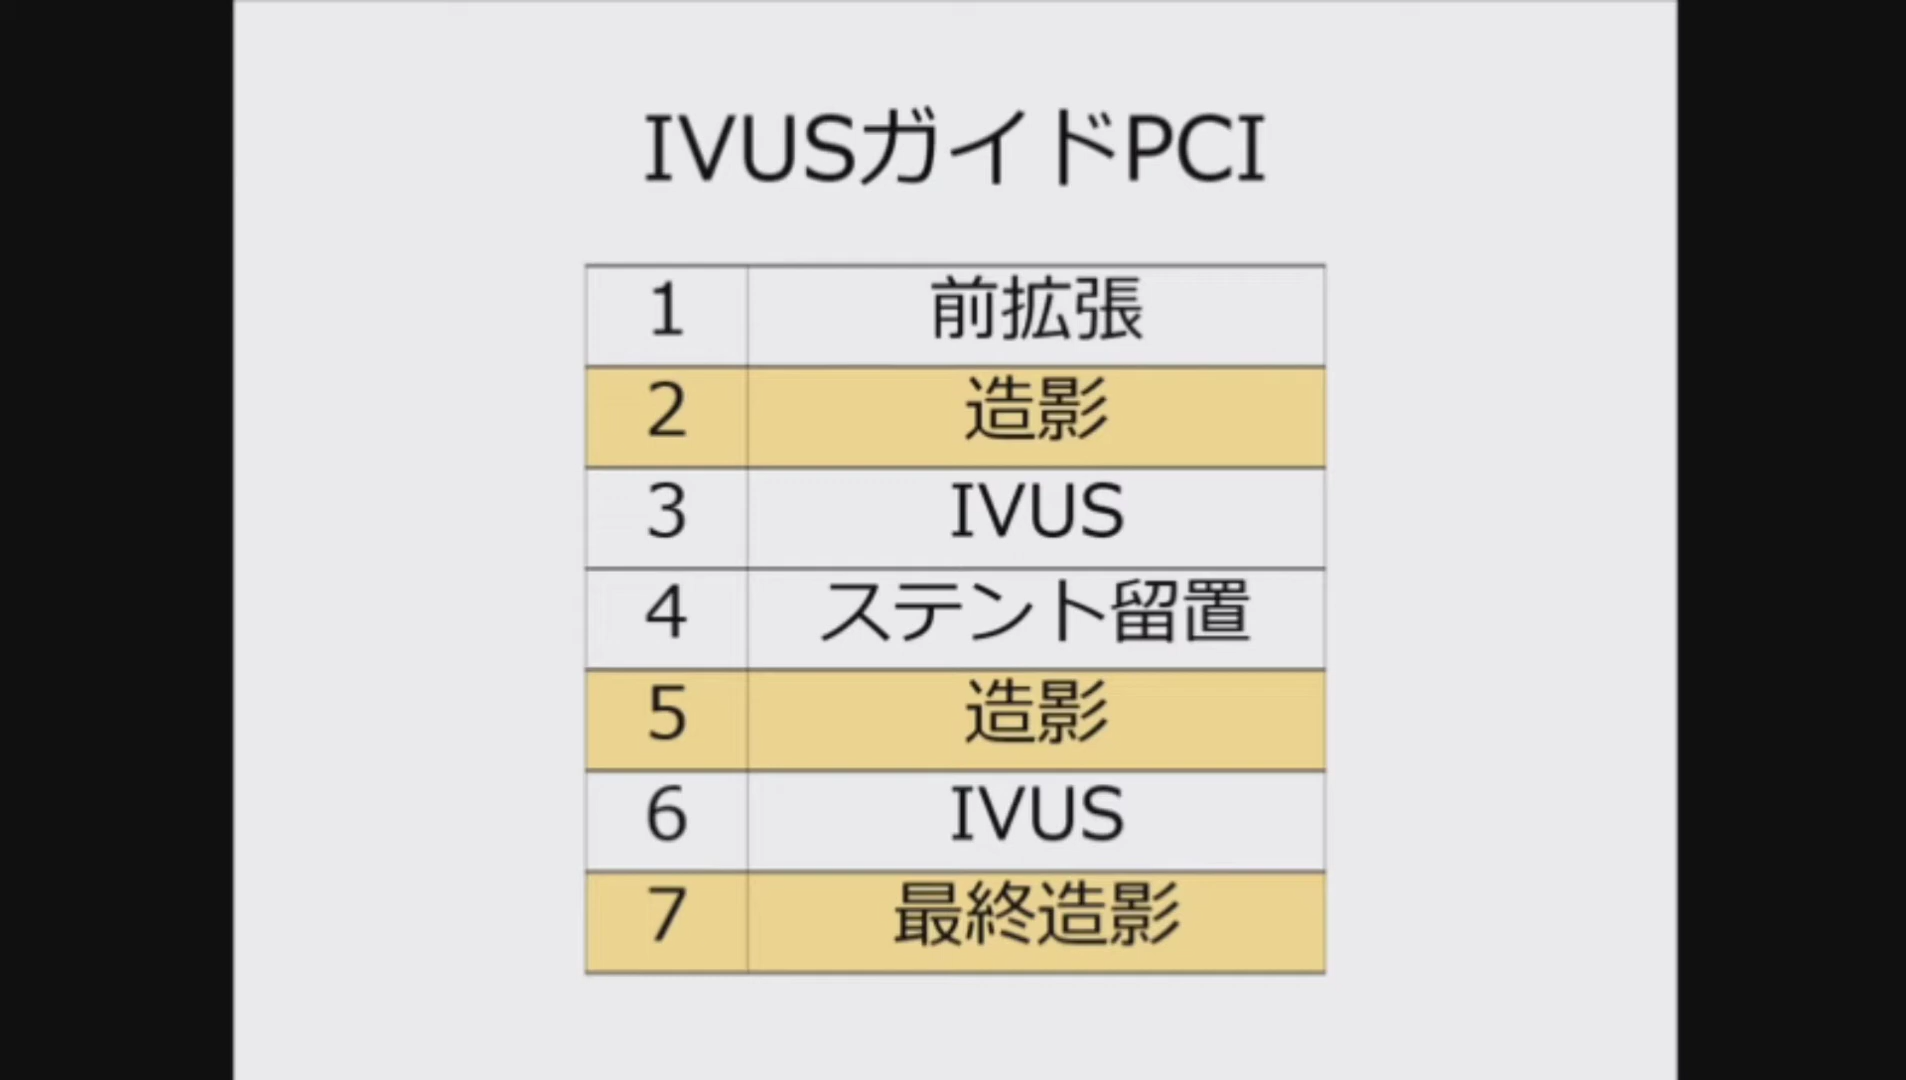 IVUSガイドPCI
1 前拡張
2 造影
3 IVUS
4 ステント留置
5 造影
6 IVUS
7 最終造影